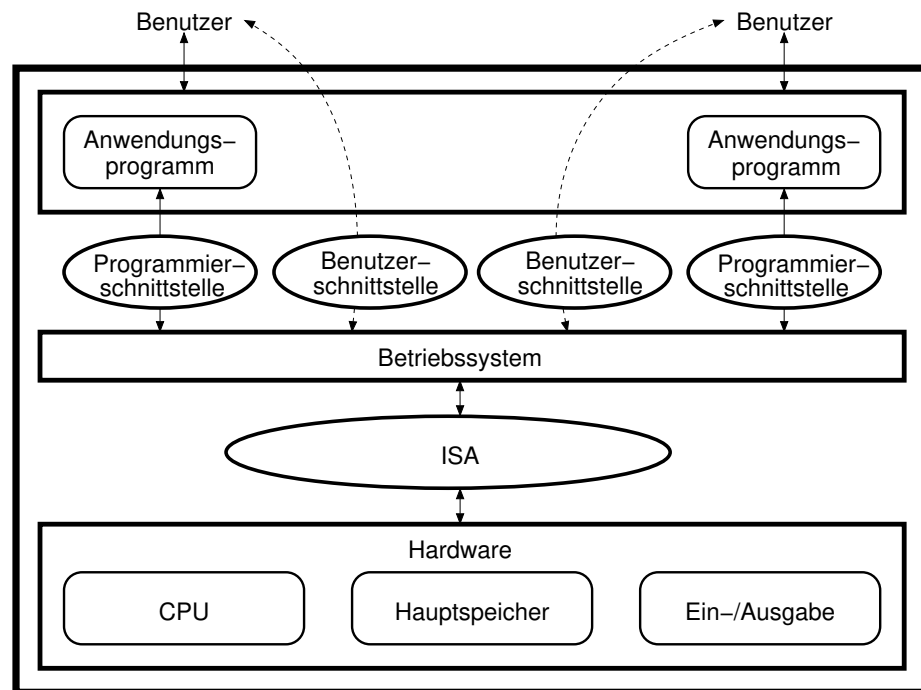 Benutzer
Benutzer
Anwendungs−
programm
Anwendungs−
programm
Programmier−
schnittstelle
Benutzer−
schnittstelle
Benutzer−
schnittstelle
Programmier−
schnittstelle
Betriebssystem
ISA
Hardware
CPU
Hauptspeicher
Ein−/Ausgabe